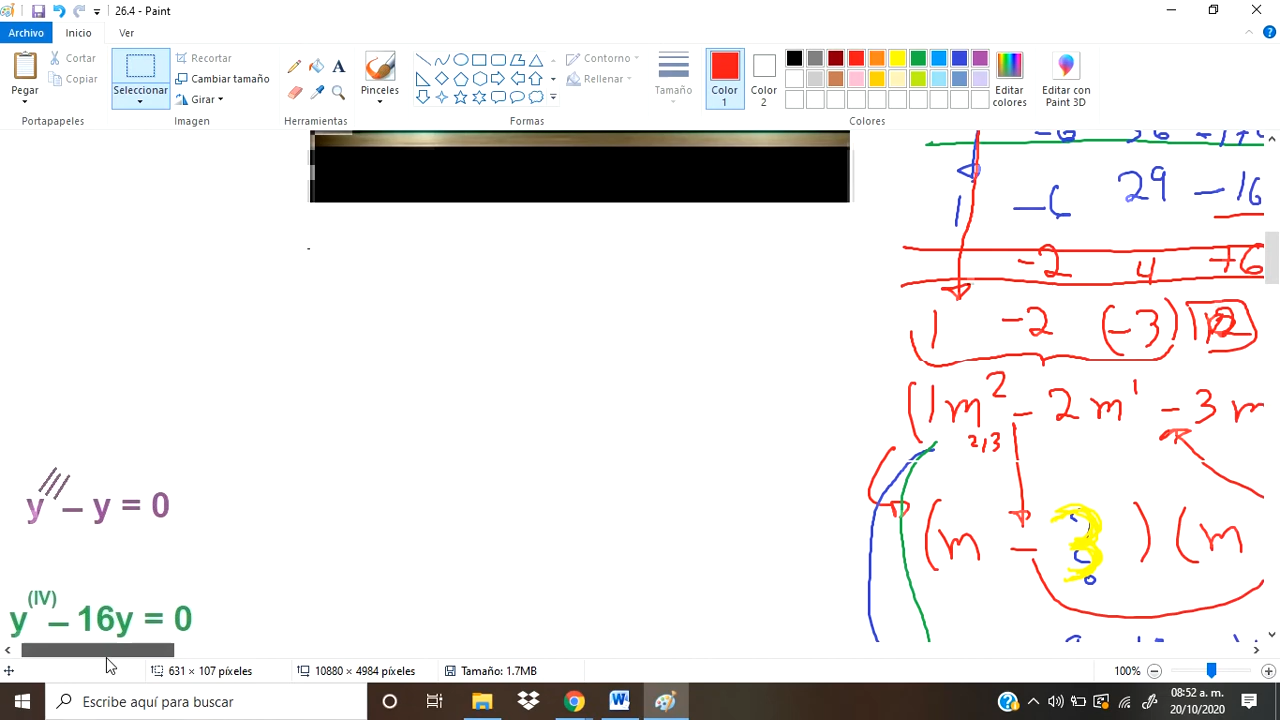 26.4 - Paint
Archivo Inicio Ver
Pegar
Cortar
Copiar
Portapapeles
Seleccionar
Recortar
Cambiar tamaño
Girar
Imagen
A
Herramientas
Pinceles
Contorno
Rellenar
Formas
Tamaño
Color 1
Color 2
Editar colores
Editar con Paint 3D
Colores
1 29 – 16
-2 4 +6
1 -2 (-3)
(1m² - 2m¹ - 3m
2,3
y/// – y = 0
(m – 3 ) (m
y(IV) – 16y = 0
631 × 107 píxeles 10880 × 4984 píxeles Tamaño: 1.7MB 100%
Escribe aquí para buscar
08:52 a. m.
20/10/2020